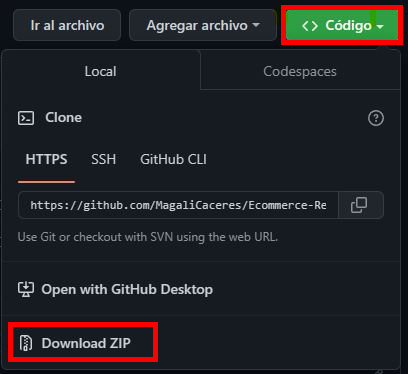 Ir al archivo Agregar archivo <> Código
Local Codespaces
Clone
HTTPS SSH GitHub CLI
https://github.com/MagaliCaceres/Ecommerce-Re
Use Git or checkout with SVN using the web URL.
Open with GitHub Desktop
Download ZIP